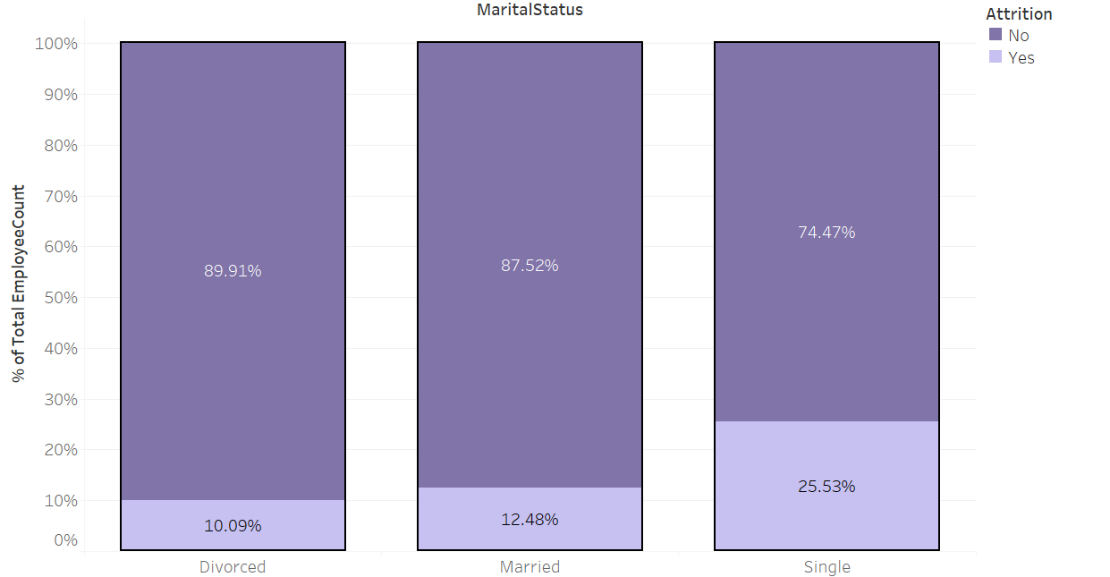 MaritalStatus
Attrition
No
Yes
% of Total EmployeeCount
100%
90%
80%
70%
60%
50%
40%
30%
20%
10%
0%
89.91%
87.52%
74.47%
10.09%
12.48%
25.53%
Divorced
Married
Single